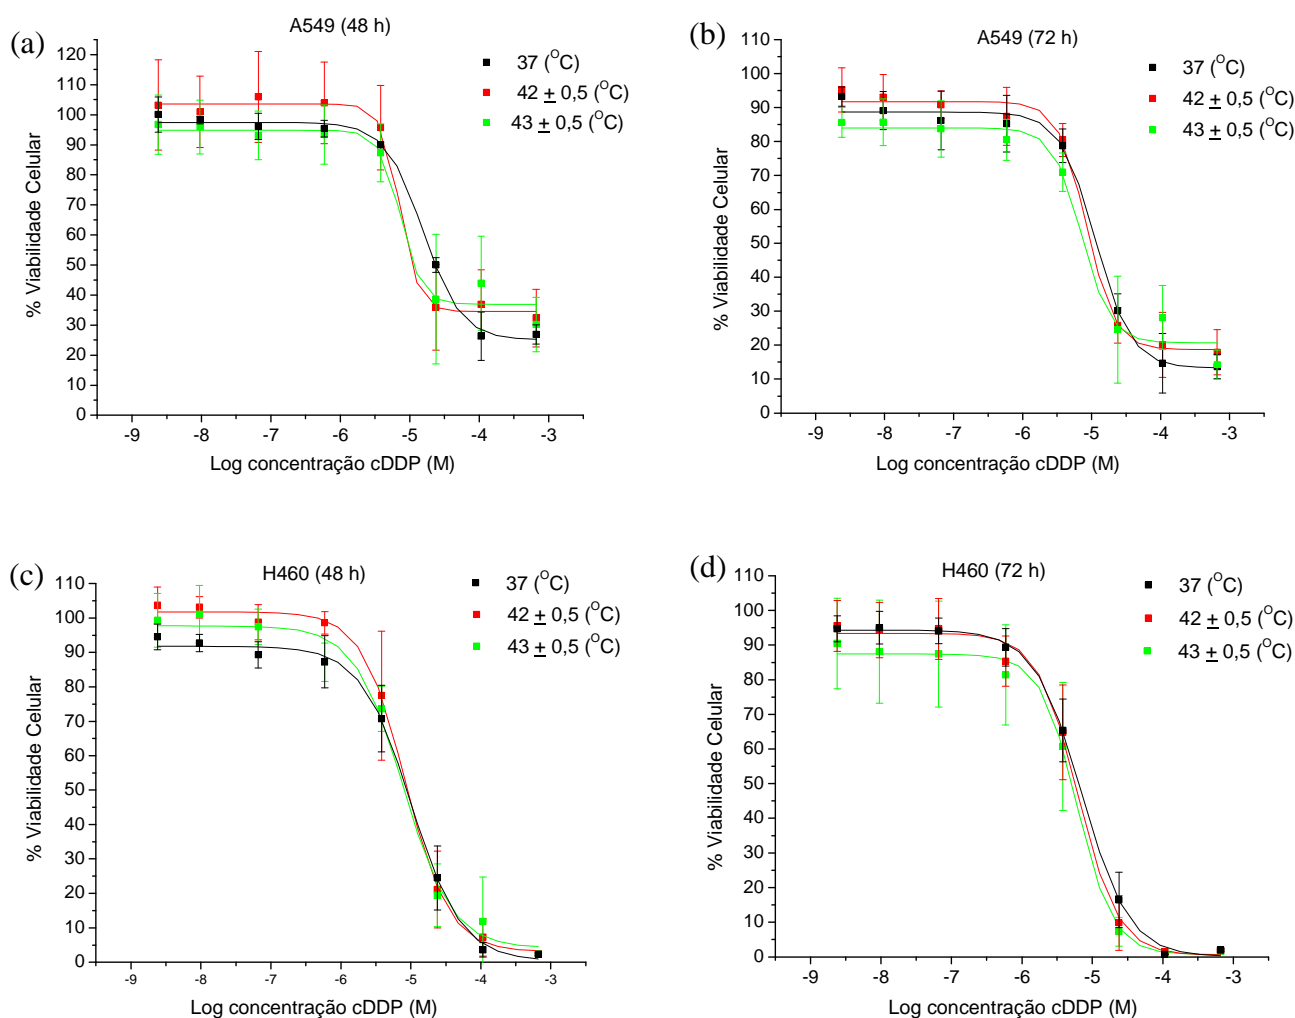 (a)
A549 (48 h)
37 (°C)
42 ± 0,5 (°C)
43 ± 0,5 (°C)
% Viabilidade Celular
120
110
100
90
80
70
60
50
40
30
20
10
0
-9 -8 -7 -6 -5 -4 -3
Log concentração cDDP (M)
(b)
A549 (72 h)
37 (°C)
42 ± 0,5 (°C)
43 ± 0,5 (°C)
% Viabilidade Celular
110
100
90
80
70
60
50
40
30
20
10
0
-9 -8 -7 -6 -5 -4 -3
Log concentração cDDP (M)
(c)
H460 (48 h)
37 (°C)
42 ± 0,5 (°C)
43 ± 0,5 (°C)
% Viabilidade Celular
110
100
90
80
70
60
50
40
30
20
10
0
-9 -8 -7 -6 -5 -4 -3
Log concentração cDDP (M)
(d)
H460 (72 h)
37 (°C)
42 ± 0,5 (°C)
43 ± 0,5 (°C)
% Viabilidade Celular
110
100
90
80
70
60
50
40
30
20
10
0
-9 -8 -7 -6 -5 -4 -3
Log concentração cDDP (M)